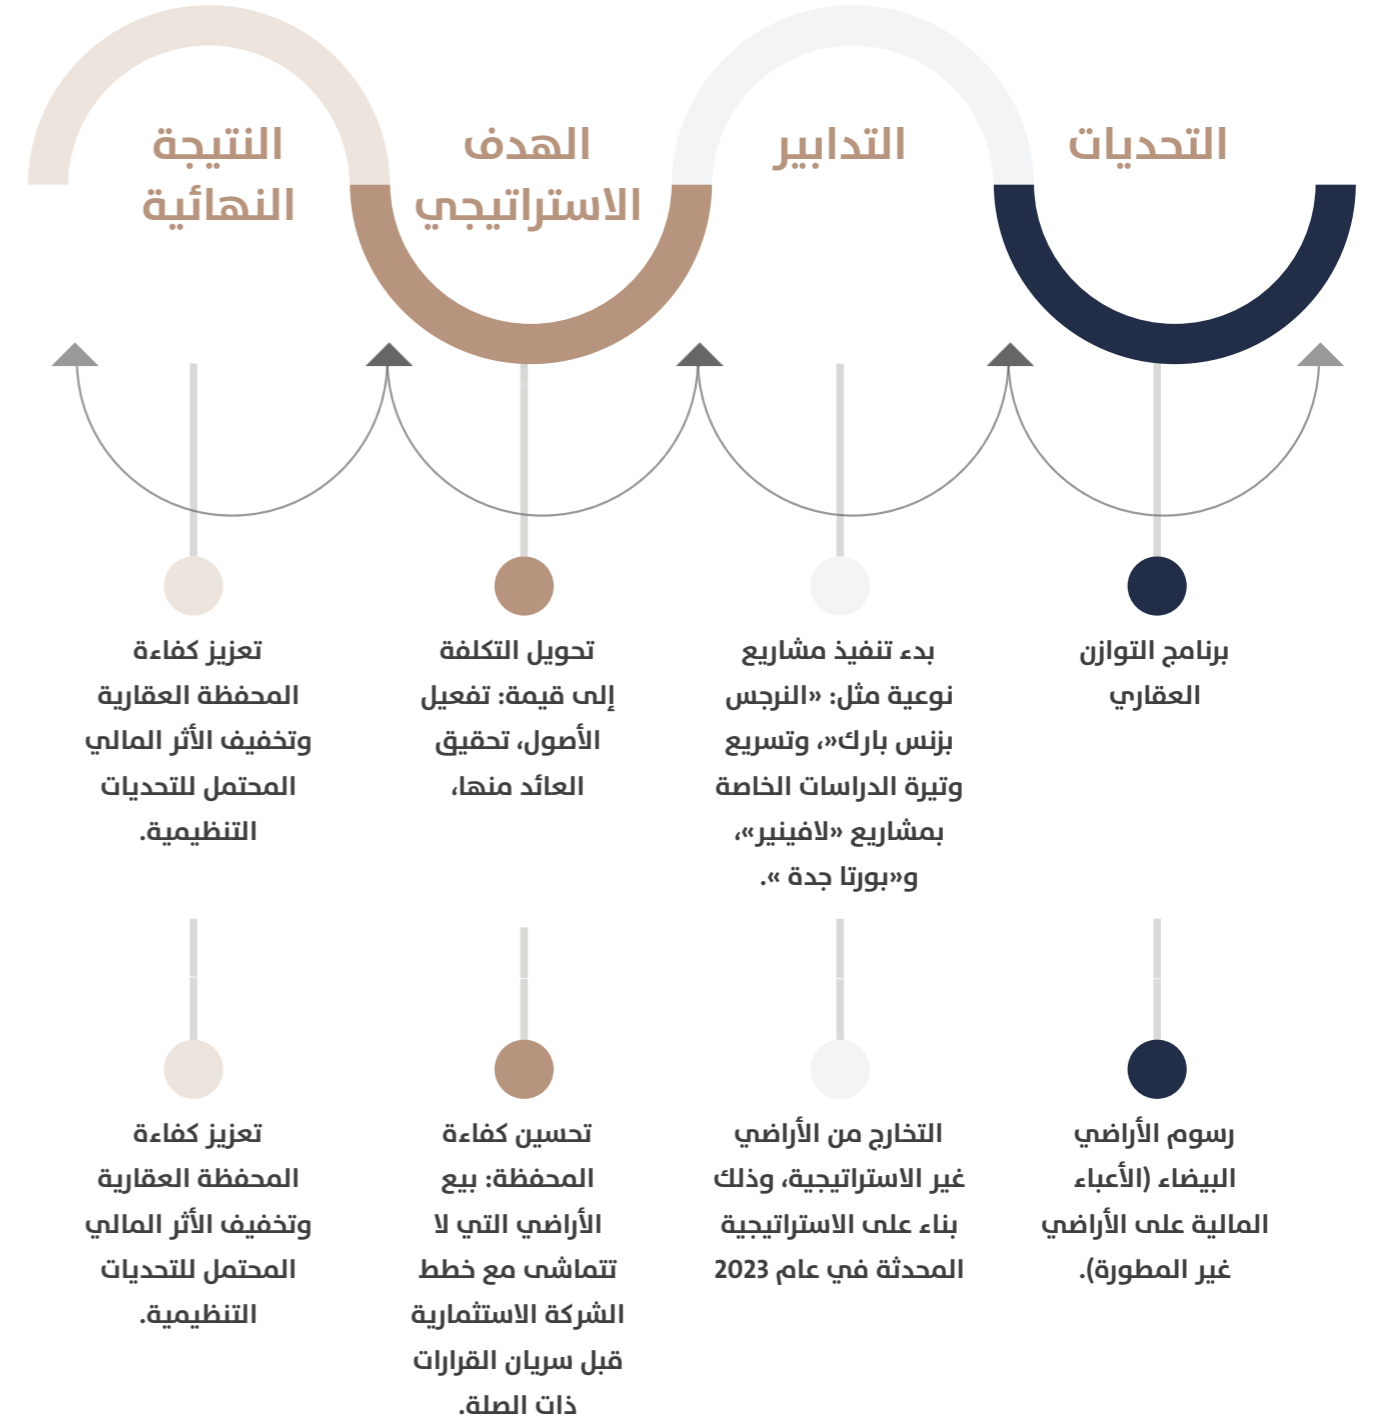 التحديات
التدابير
الهدف
الاستراتيجي
النتيجة
النهائية
برنامج التوازن
العقاري
بدء تنفيذ مشاريع
نوعية مثل: «النرجس
بزنس بارك»، وتسريع
وتيرة الدراسات الخاصة
بمشاريع «لافينير»،
و«بورتا جدة ».
تحويل التكلفة
إلى قيمة: تفعيل
الأصول، تحقيق
العائد منها،
تعزيز كفاءة
المحفظة العقارية
وتخفيف الأثر المالي
المحتمل للتحديات
التنظيمية.
رسوم الأراضي
البيضاء (الأعباء
المالية على الأراضي
غير المطورة).
التخارج من الأراضي
غير الاستراتيجية، وذلك
بناء على الاستراتيجية
المحدثة في عام 2023
تحسين كفاءة
المحفظة: بيع
الأراضي التي لا
تتماشى مع خطط
الشركة الاستثمارية
قبل سريان القرارات
ذات الصلة.
تعزيز كفاءة
المحفظة العقارية
وتخفيف الأثر المالي
المحتمل للتحديات
التنظيمية.